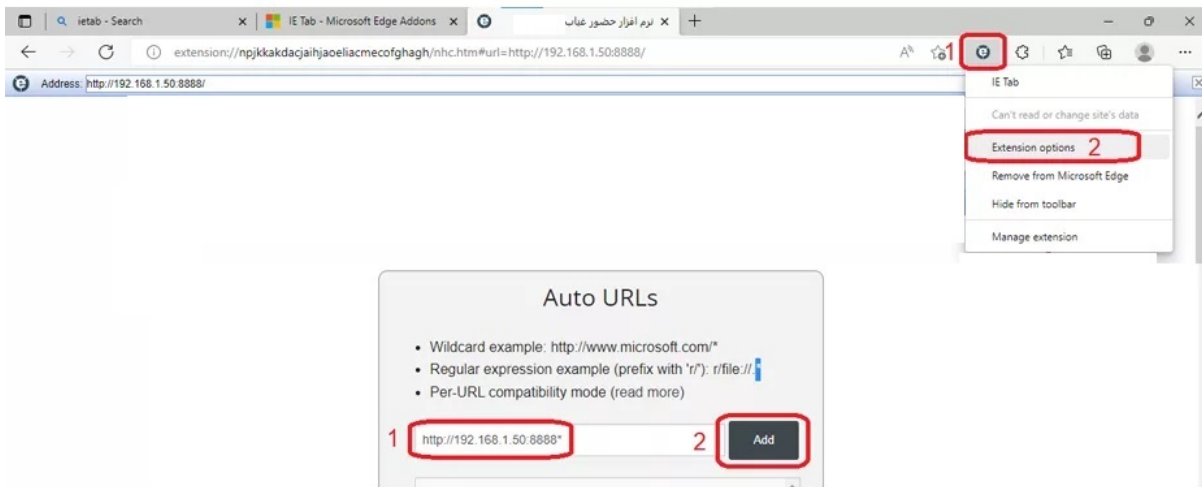 ietab - Search
IE Tab - Microsoft Edge Addons
نرم افزار حضور غیاب
extension://npjkkakdacjaihjaoeliacmecofghagh/nhc.htm#url=http://192.168.1.50:8888/
1
Address: http://192.168.1.50:8888/
IE Tab
Can't read or change site's data
Extension options 2
Remove from Microsoft Edge
Hide from toolbar
Manage extension
Auto URLs
• Wildcard example: http://www.microsoft.com/*
• Regular expression example (prefix with 'r/'): r/file://.*
• Per-URL compatibility mode (read more)
1 http://192.168.1.50:8888* 2 Add